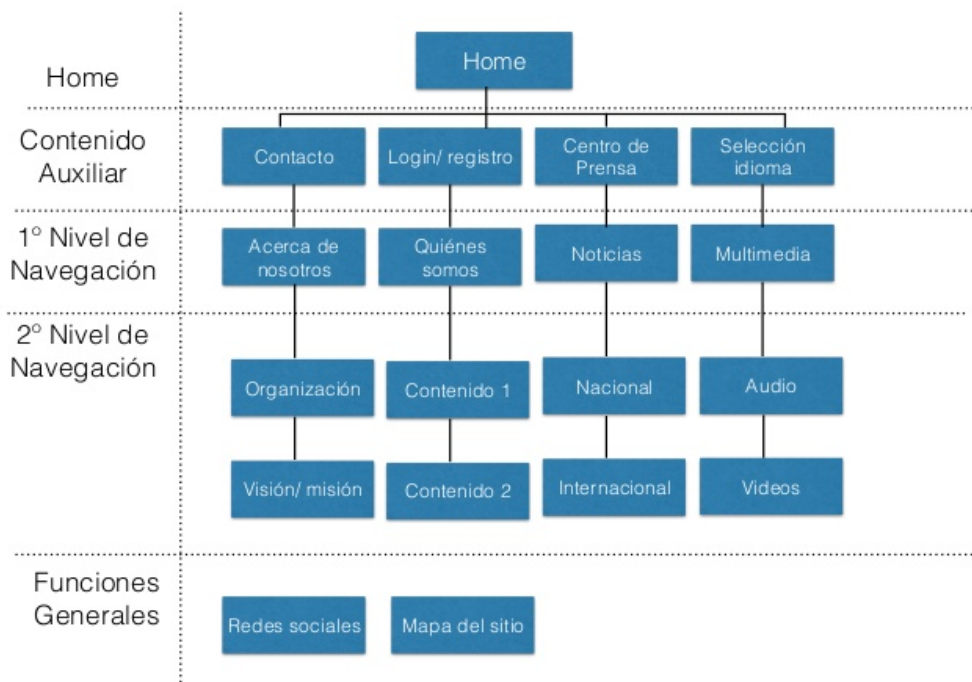 Home
Home
Contenido
Auxiliar
Contacto
Login/ registro
Centro de
Prensa
Selección
idioma
1º Nivel de
Navegación
Acerca de
nosotros
Quiénes
somos
Noticias
Multimedia
2º Nivel de
Navegación
Organización
Contenido 1
Nacional
Audio
Visión/ misión
Contenido 2
Internacional
Videos
Funciones
Generales
Redes sociales
Mapa del sitio